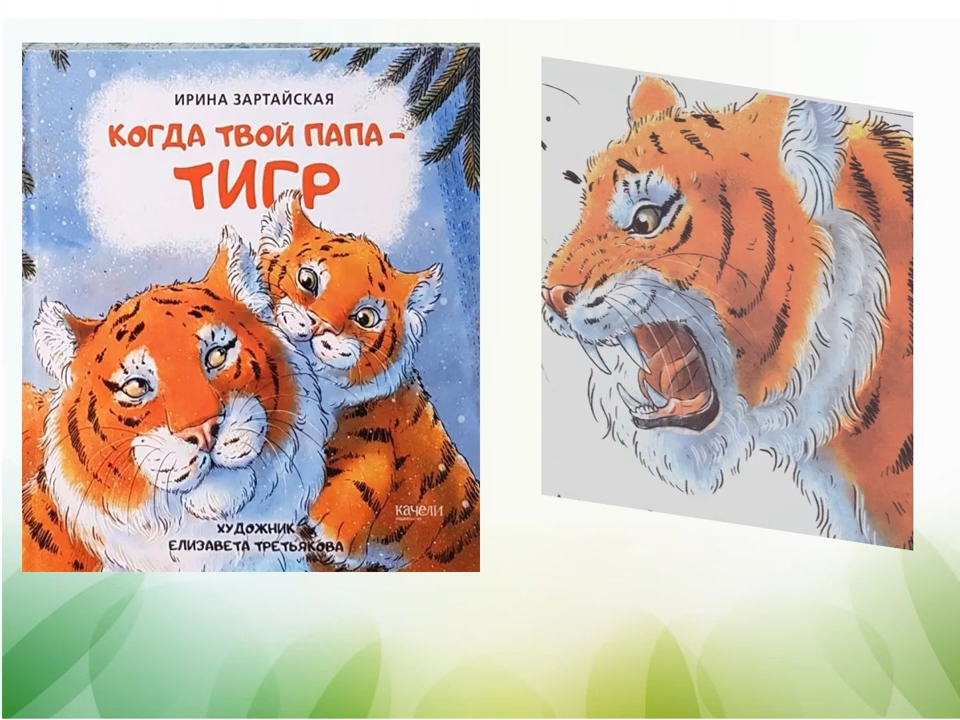 ИРИНА ЗАРТАЙСКАЯ
КОГДА ТВОЙ ПАПА –
ТИГР
качели
ХУДОЖНИК
ЕЛИЗАВЕТА ТРЕТЬЯКОВА